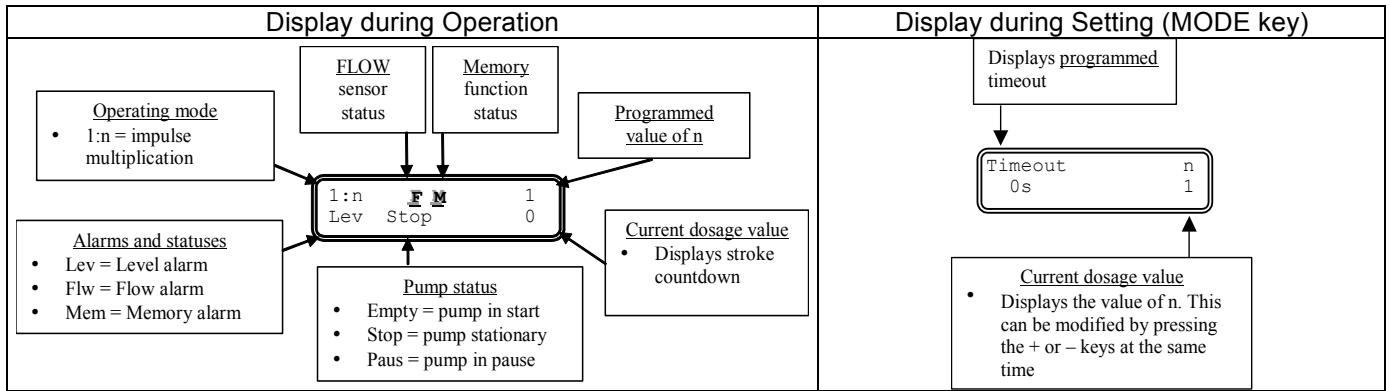 Display during Operation
Display during Setting (MODE key)
FLOW
sensor
status
Memory
function
status
Operating mode
• 1:n = impulse
multiplication
Programmed
value of n
1:n F M 1
Lev Stop 0
Alarms and statuses
• Lev = Level alarm
• Flw = Flow alarm
• Mem = Memory alarm
Pump status
• Empty = pump in start
• Stop = pump stationary
• Paus = pump in pause
Current dosage value
• Displays stroke
countdown
Displays programmed
timeout
Timeout n
0s 1
Current dosage value
• Displays the value of n. This
can be modified by pressing
the + or – keys at the same
time